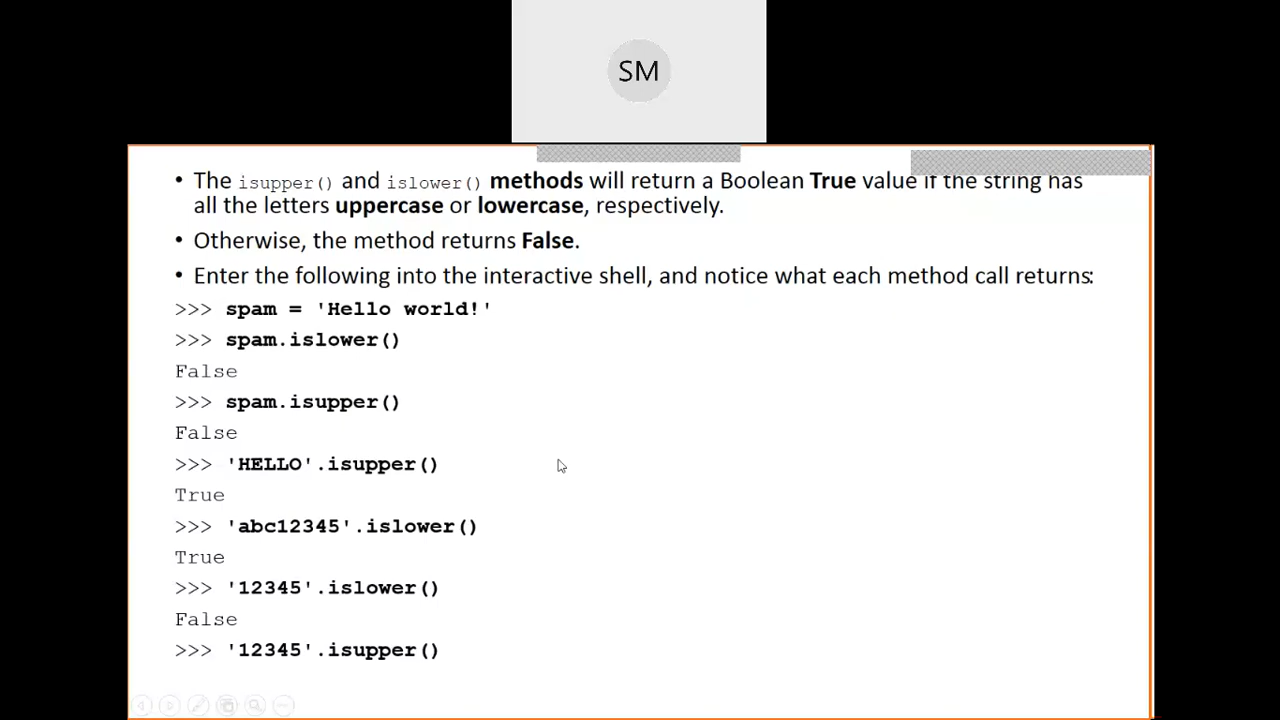 SM
• The isupper() and islower() methods will return a Boolean True value if the string has
all the letters uppercase or lowercase, respectively.
• Otherwise, the method returns False.
• Enter the following into the interactive shell, and notice what each method call returns:
>>> spam = 'Hello world!'
>>> spam.islower()
False
>>> spam.isupper()
False
>>> 'HELLO'.isupper()
True
>>> 'abc12345'.islower()
True
>>> '12345'.islower()
False
>>> '12345'.isupper()